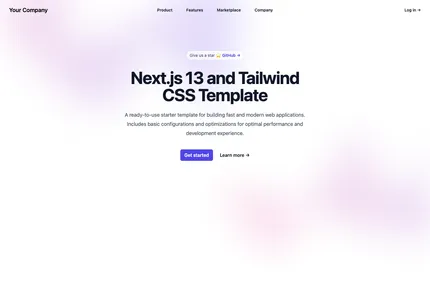 Your Company
Product Features Marketplace Company
Log in →
Give us a star ⭐ GitHub →
Next.js 13 and Tailwind
CSS Template
A ready-to-use starter template for building fast and modern web applications.
Includes basic configurations and optimizations for optimal performance and
development experience.
Get started Learn more →